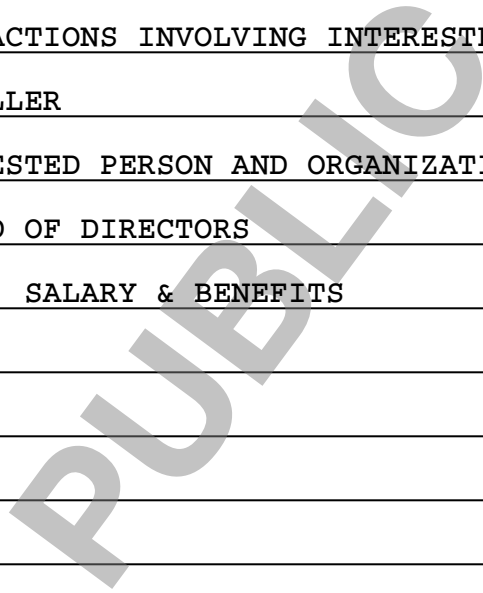 ACTIONS INVOLVING INTERESTE
LLER
ESTED PERSON AND ORGANIZATI
D OF DIRECTORS
SALARY & BENEFITS
PUBLIC